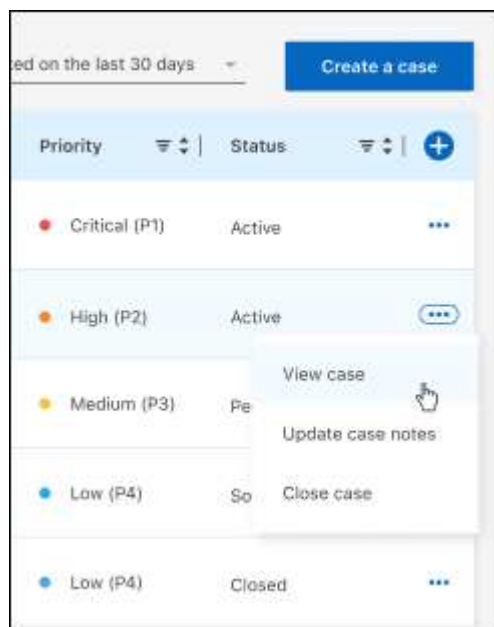 ed on the last 30 days
Create a case
Priority Status
Critical (P1) Active
High (P2) Active
View case
Medium (P3) Pe
Update case notes
Low (P4) So
Close case
Low (P4) Closed